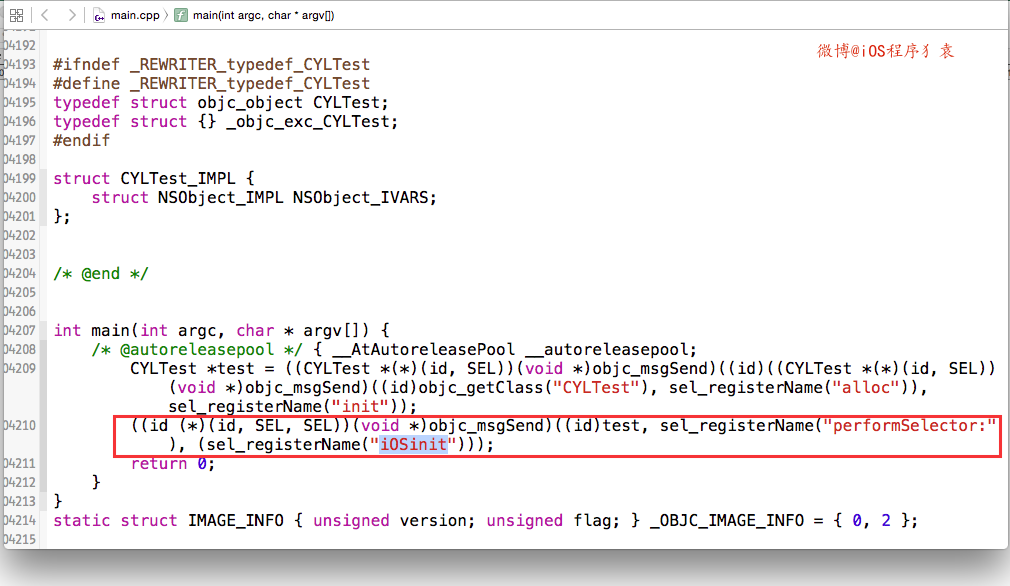 main.cpp 〉 main(int argc, char * argv[])
微博@iOS程序犭袁
04192
04193 #ifndef _REWRITER_typedef_CYLTest
04194 #define _REWRITER_typedef_CYLTest
04195 typedef struct objc_object CYLTest;
04196 typedef struct {} _objc_exc_CYLTest;
04197 #endif
04198
04199 struct CYLTest_IMPL {
04200 struct NSObject_IMPL NSObject_IVARS;
04201 };
04202
04203
04204 /* @end */
04205
04206
04207 int main(int argc, char * argv[]) {
04208 /* @autoreleasepool */ { __AtAutoreleasePool __autoreleasepool;
04209 CYLTest *test = ((CYLTest *(*)(id, SEL))(void *)objc_msgSend)((id)((CYLTest *(*)(id, SEL))
(void *)objc_msgSend)((id)objc_getClass("CYLTest"), sel_registerName("alloc")),
sel_registerName("init"));
04210 ((id (*)(id, SEL, SEL))(void *)objc_msgSend)((id)test, sel_registerName("performSelector:"
), (sel_registerName("iOSinit")));
04211 return 0;
04212 }
04213 }
04214 static struct IMAGE_INFO { unsigned version; unsigned flag; } _OBJC_IMAGE_INFO = { 0, 2 };
04215